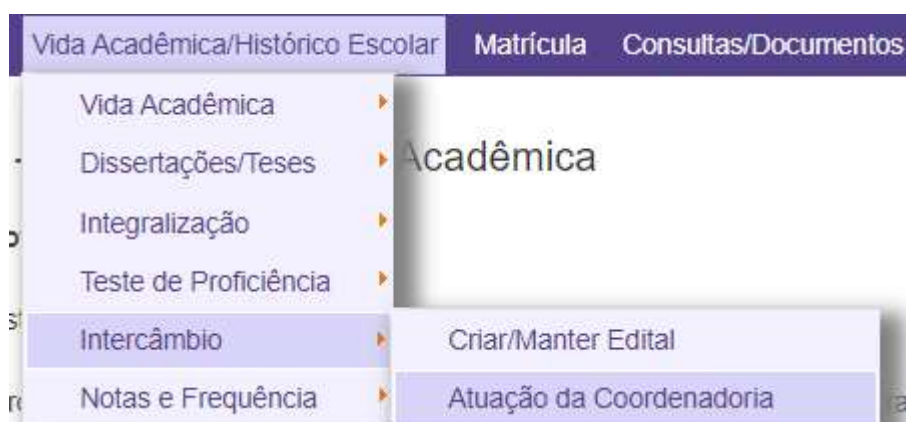 Vida Acadêmica/Histórico Escolar Matrícula Consultas/Documentos
Vida Acadêmica
Acadêmica
Dissertações/Teses
Integralização
Teste de Proficiência
Intercâmbio
Criar/Manter Edital
Notas e Frequência
Atuação da Coordenadoria